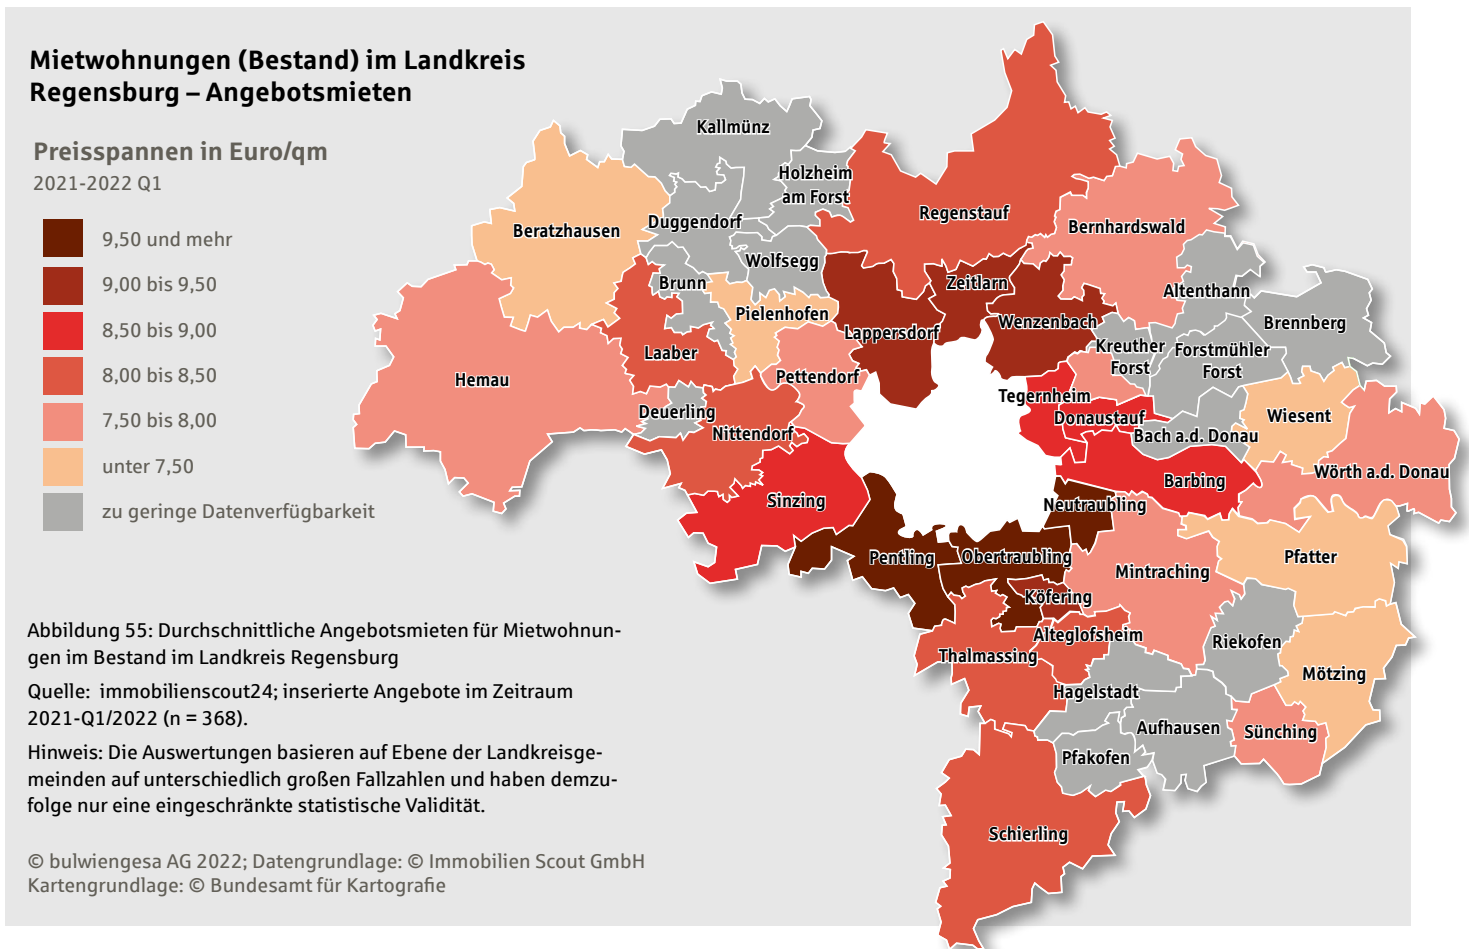 Mietwohnungen (Bestand) im Landkreis
Regensburg – Angebotsmieten
Preisspannen in Euro/qm
2021-2022 Q1
9,50 und mehr
9,00 bis 9,50
8,50 bis 9,00
8,00 bis 8,50
7,50 bis 8,00
unter 7,50
zu geringe Datenverfügbarkeit
Kallmünz
Holzheim
am Forst
Regenstauf
Duggendorf
Beratzhausen
Bernhardswald
Wolfsegg
Brunn
Zeitlarn
Altenthann
Pielenhofen
Lappersdorf
Wenzenbach
Brennberg
Laaber
Kreuther
Forst
Forstmühler
Forst
Hemau
Pettendorf
Tegernheim
Deuerling
Donaustauf
Wiesent
Nittendorf
Bach a.d. Donau
Wörth a.d. Donau
Barbing
Sinzing
Neutraubling
Pentling
Obertraubling
Pfatter
Mintraching
Köfering
Alteglofsheim
Riekofen
Thalmassing
Mötzing
Hagelstadt
Aufhausen
Sünching
Pfakofen
Schierling
Abbildung 55: Durchschnittliche Angebotsmieten für Mietwohnun-
gen im Bestand im Landkreis Regensburg
Quelle: immobilienscout24; inserierte Angebote im Zeitraum
2021-Q1/2022 (n = 368).
Hinweis: Die Auswertungen basieren auf Ebene der Landkreisge-
meinden auf unterschiedlich großen Fallzahlen und haben demzu-
folge nur eine eingeschränkte statistische Validität.
© bulwiengesa AG 2022; Datengrundlage: © Immobilien Scout GmbH
Kartengrundlage: © Bundesamt für Kartografie